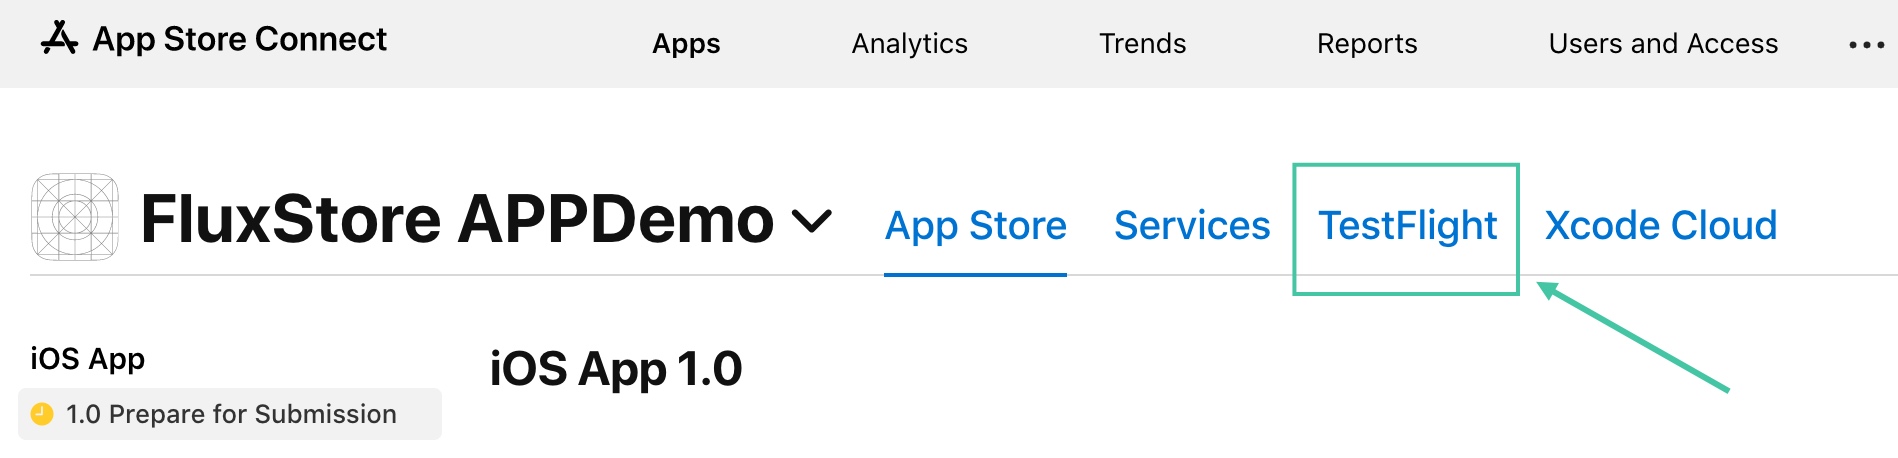 App Store Connect Apps Analytics Trends Reports Users and Access ...
FluxStore APPDemo App Store Services TestFlight Xcode Cloud
iOS App
1.0 Prepare for Submission
iOS App 1.0